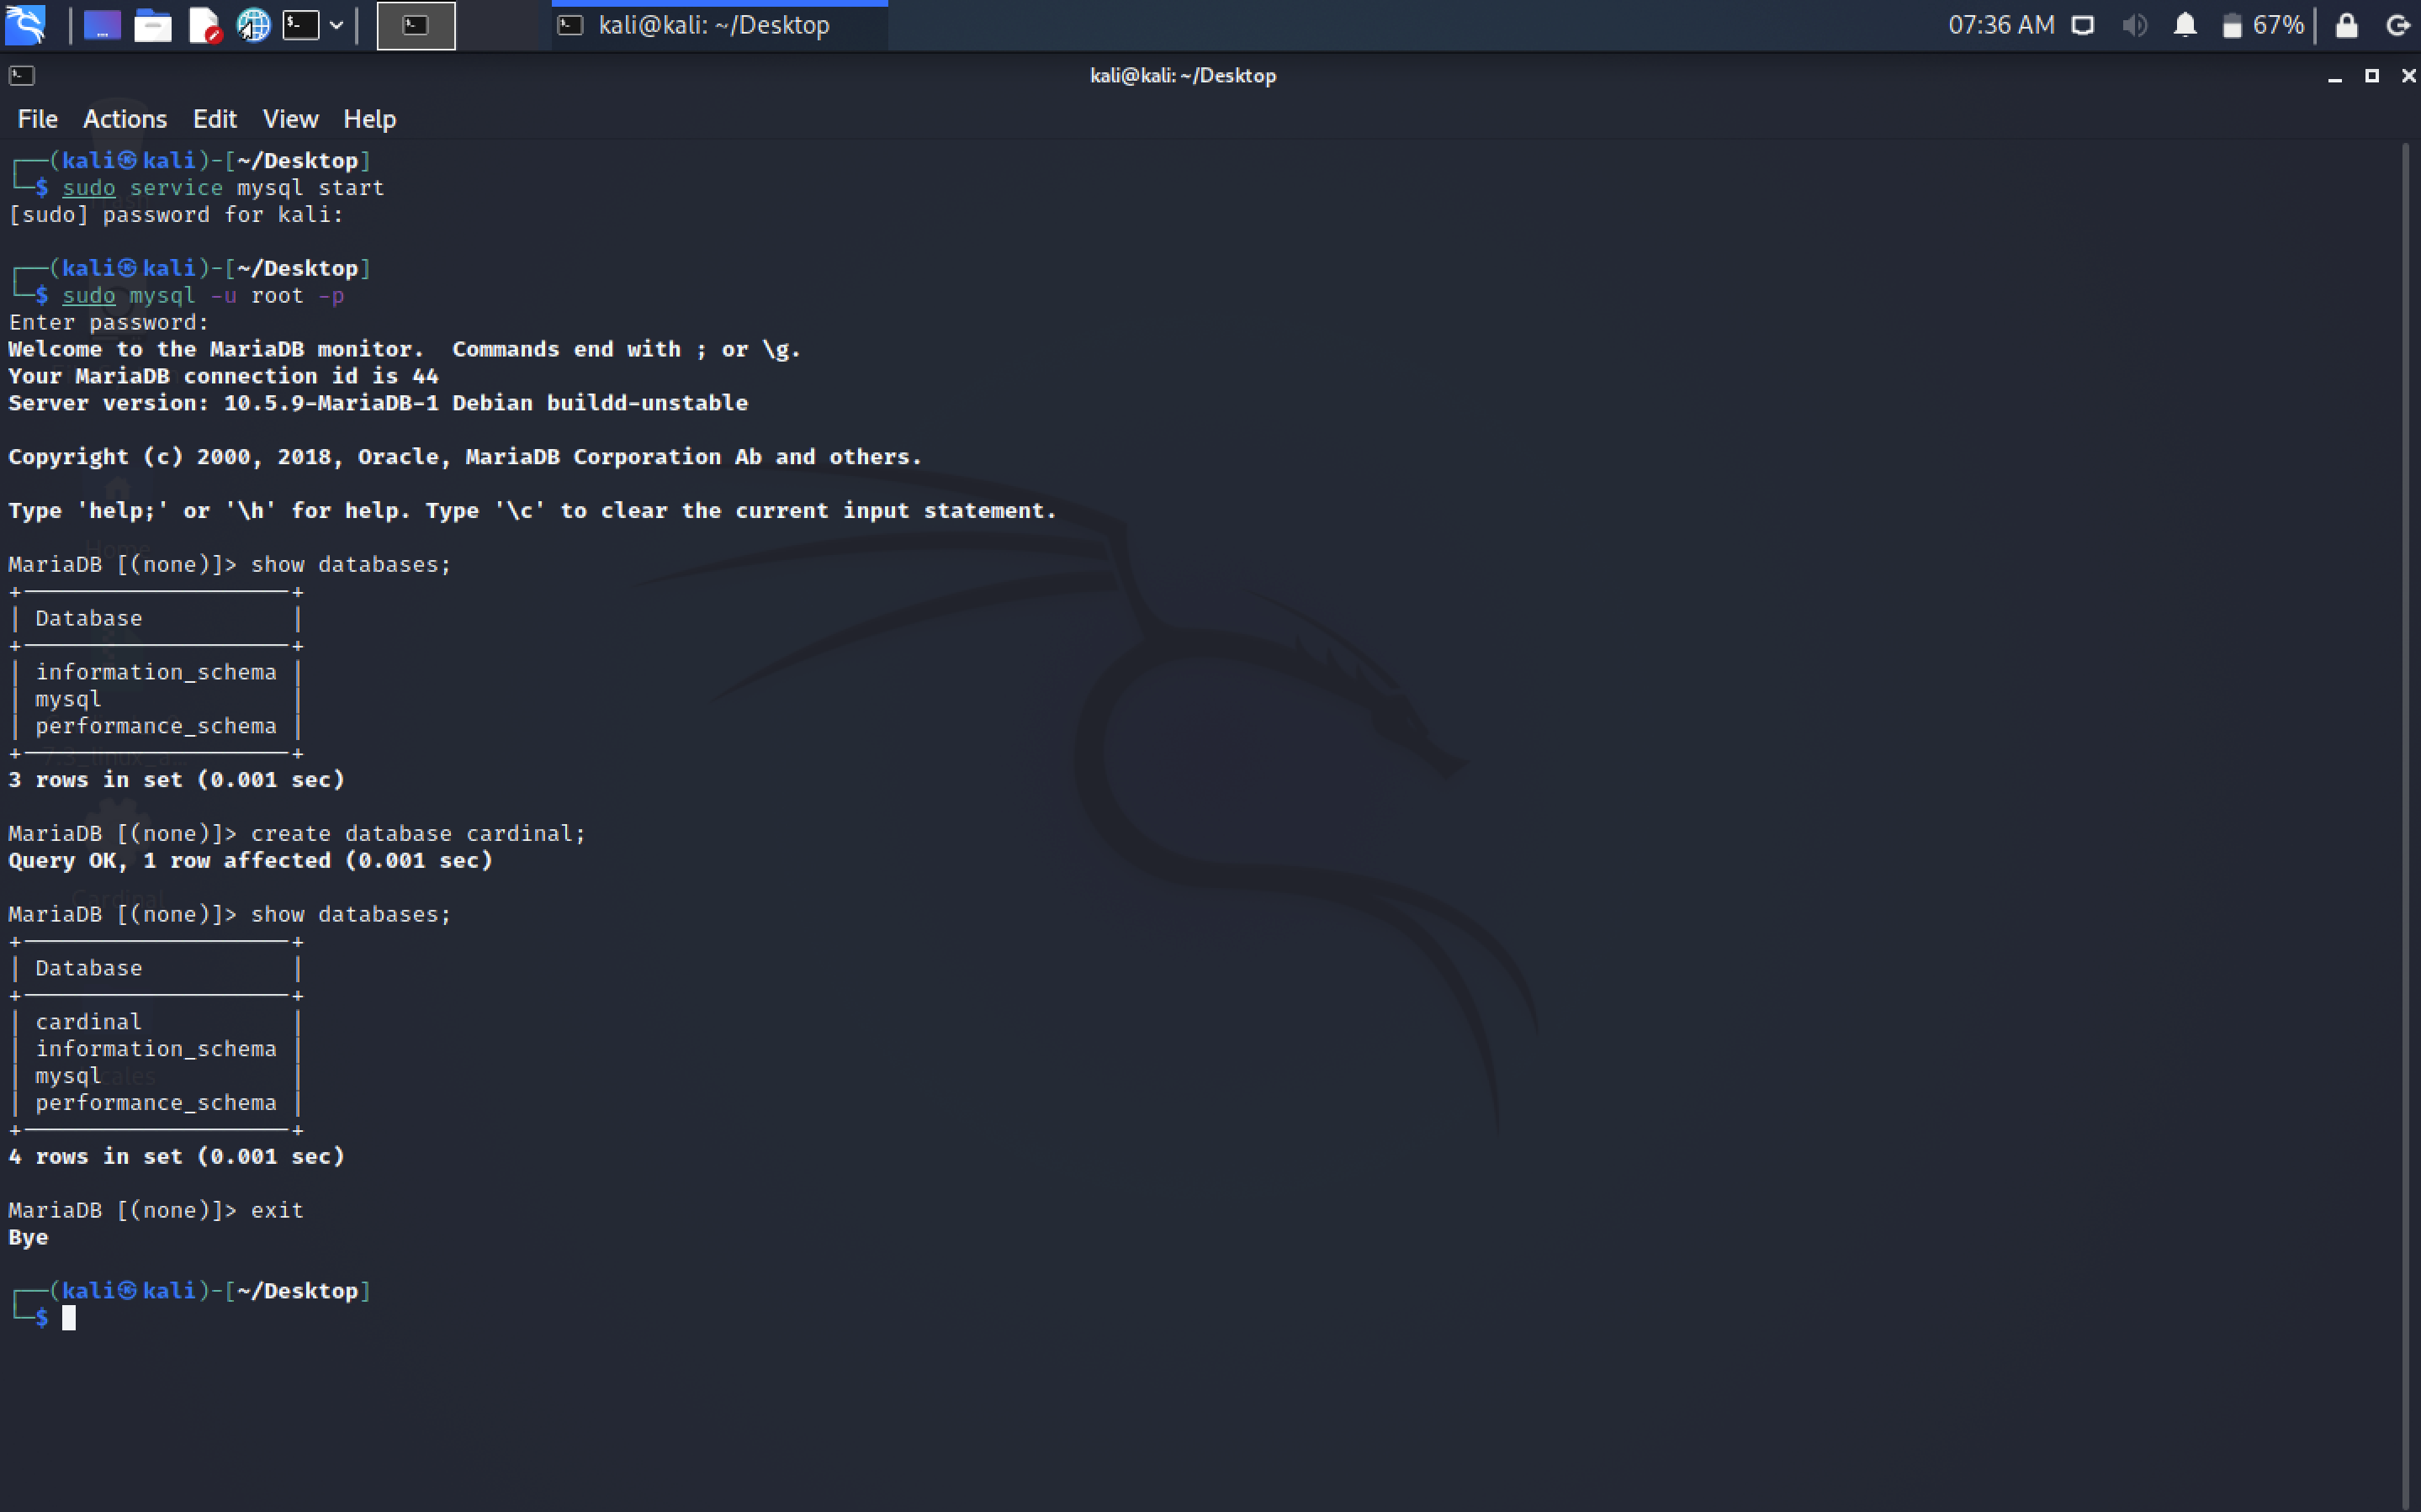 kali@kali: ~/Desktop
07:36 AM
67%
kali@kali: ~/Desktop
File Actions Edit View Help
┌──(kali㉿kali)-[~/Desktop]
└─$ sudo service mysql start
[sudo] password for kali:
┌──(kali㉿kali)-[~/Desktop]
└─$ sudo mysql -u root -p
Enter password:
Welcome to the MariaDB monitor.  Commands end with ; or \g.
Your MariaDB connection id is 44
Server version: 10.5.9-MariaDB-1 Debian buildd-unstable
Copyright (c) 2000, 2018, Oracle, MariaDB Corporation Ab and others.
Type 'help;' or '\h' for help. Type '\c' to clear the current input statement.
Home
MariaDB [(none)]> show databases;
| Database           |
| information_schema |
| mysql              |
| performance_schema |
7.3_linux_a...
3 rows in set (0.001 sec)
MariaDB [(none)]> create database cardinal;
Query OK, 1 row affected (0.001 sec)
Cardinal
MariaDB [(none)]> show databases;
| Database           |
| cardinal           |
| information_schema |
| mysql              |
| performance_schema |
4 rows in set (0.001 sec)
MariaDB [(none)]> exit
Bye
┌──(kali㉿kali)-[~/Desktop]
└─$